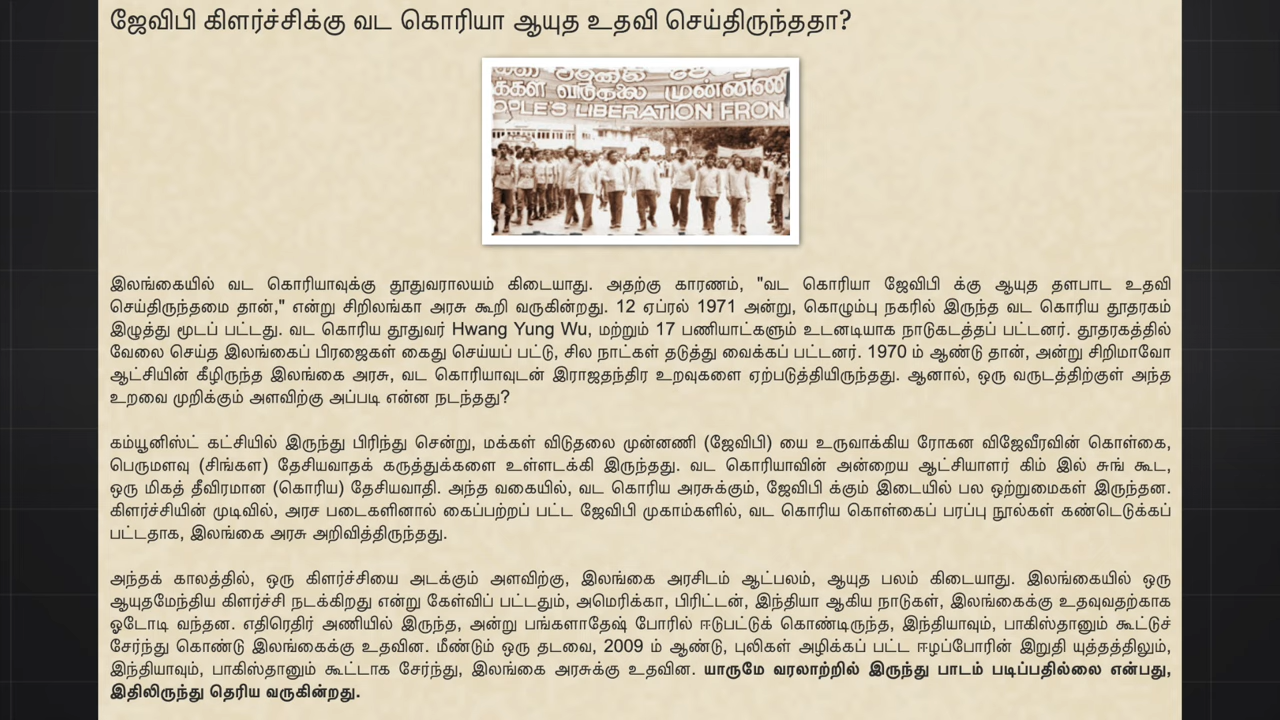 ஜேவிபி கிளர்ச்சிக்கு வட கொரியா ஆயுத உதவி செய்திருந்ததா?
க்கள் விடுதலை முன்னணி
OPLE'S LIBERATION FRON
இலங்கையில் வட கொரியாவுக்கு தூதுவராலயம் கிடையாது. அதற்கு காரணம், "வட கொரியா ஜேவிபி க்கு ஆயுத தளபாட உதவி
செய்திருந்தமை தான்," என்று சிறிலங்கா அரசு கூறி வருகின்றது. 12 ஏப்ரல் 1971 அன்று, கொழும்பு நகரில் இருந்த வட கொரிய தூதரகம்
இழுத்து மூடப் பட்டது. வட கொரிய தூதுவர் Hwang Yung Wu, மற்றும் 17 பணியாட்களும் உடனடியாக நாடுகடத்தப் பட்டனர். தூதரகத்தில்
வேலை செய்த இலங்கைப் பிரஜைகள் கைது செய்யப் பட்டு, சில நாட்கள் தடுத்து வைக்கப் பட்டனர். 1970 ம் ஆண்டு தான், அன்று சிறிமாவோ
ஆட்சியின் கீழிருந்த இலங்கை அரசு, வட கொரியாவுடன் இராஜதந்திர உறவுகளை ஏற்படுத்தியிருந்தது. ஆனால், ஒரு வருடத்திற்குள் அந்த
உறவை முறிக்கும் அளவிற்கு அப்படி என்ன நடந்தது?
கம்யூனிஸ்ட் கட்சியில் இருந்து பிரிந்து சென்று, மக்கள் விடுதலை முன்னணி (ஜேவிபி) யை உருவாக்கிய ரோகன விஜேவீரவின் கொள்கை,
பெருமளவு (சிங்கள) தேசியவாதக் கருத்துக்களை உள்ளடக்கி இருந்தது. வட கொரியாவின் அன்றைய ஆட்சியாளர் கிம் இல் சுங் கூட,
ஒரு மிகத் தீவிரமான (கொரிய) தேசியவாதி. அந்த வகையில், வட கொரிய அரசுக்கும், ஜேவிபி க்கும் இடையில் பல ஒற்றுமைகள் இருந்தன.
கிளர்ச்சியின் முடிவில், அரச படைகளினால் கைப்பற்றப் பட்ட ஜேவிபி முகாம்களில், வட கொரிய கொள்கைப் பரப்பு நூல்கள் கண்டெடுக்கப்
பட்டதாக, இலங்கை அரசு அறிவித்திருந்தது.
அந்தக் காலத்தில், ஒரு கிளர்ச்சியை அடக்கும் அளவிற்கு, இலங்கை அரசிடம் ஆட்பலம், ஆயுத பலம் கிடையாது. இலங்கையில் ஒரு
ஆயுதமேந்திய கிளர்ச்சி நடக்கிறது என்று கேள்விப் பட்டதும், அமெரிக்கா, பிரிட்டன், இந்தியா ஆகிய நாடுகள், இலங்கைக்கு உதவுவதற்காக
ஓடோடி வந்தன. எதிரெதிர் அணியில் இருந்த, அன்று பங்களாதேஷ் போரில் ஈடுபட்டுக் கொண்டிருந்த, இந்தியாவும், பாகிஸ்தானும் கூட்டுச்
சேர்ந்து கொண்டு இலங்கைக்கு உதவின. மீண்டும் ஒரு தடவை, 2009 ம் ஆண்டு, புலிகள் அழிக்கப் பட்ட ஈழப்போரின் இறுதி யுத்தத்திலும்,
இந்தியாவும், பாகிஸ்தானும் கூட்டாக சேர்ந்து, இலங்கை அரசுக்கு உதவின. யாருமே வரலாற்றில் இருந்து பாடம் படிப்பதில்லை என்பது,
இதிலிருந்து தெரிய வருகின்றது.